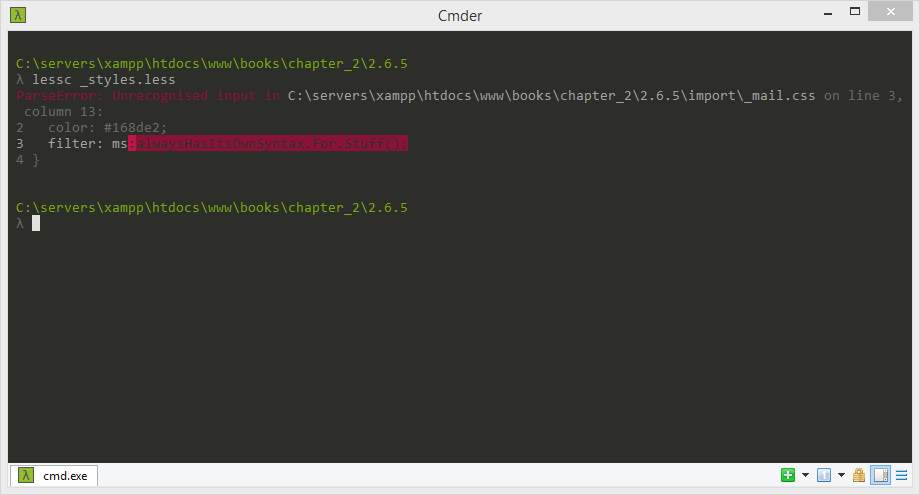 λ Cmder
C:\servers\xampp\htdocs\www\books\chapter_2\2.6.5
λ lessc _styles.less
ParseError: Unrecognised input in C:\servers\xampp\htdocs\www\books\chapter_2\2.6.5\import\_mail.css on line 3,
column 13:
2   color: #168de2;
3   filter: ms:alwaysHasItsOwnSyntax.For.Stuff();
4 }
C:\servers\xampp\htdocs\www\books\chapter_2\2.6.5
λ
λ cmd.exe